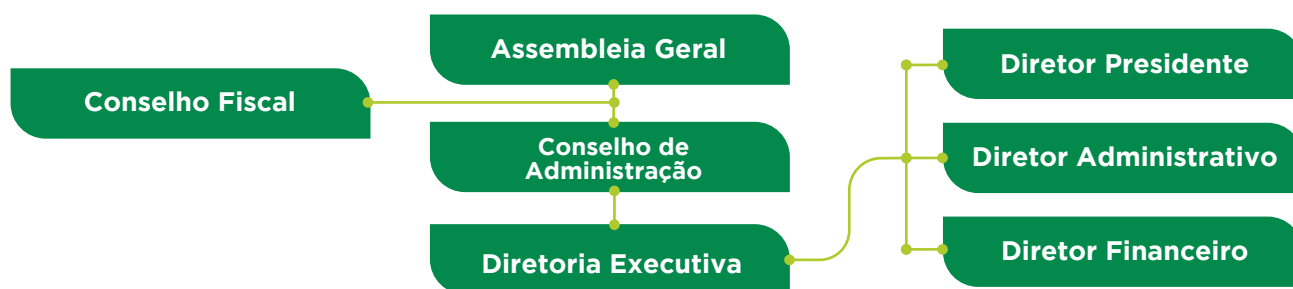 Assembleia Geral
Conselho Fiscal
Conselho de
Administração
Diretoria Executiva
Diretor Presidente
Diretor Administrativo
Diretor Financeiro